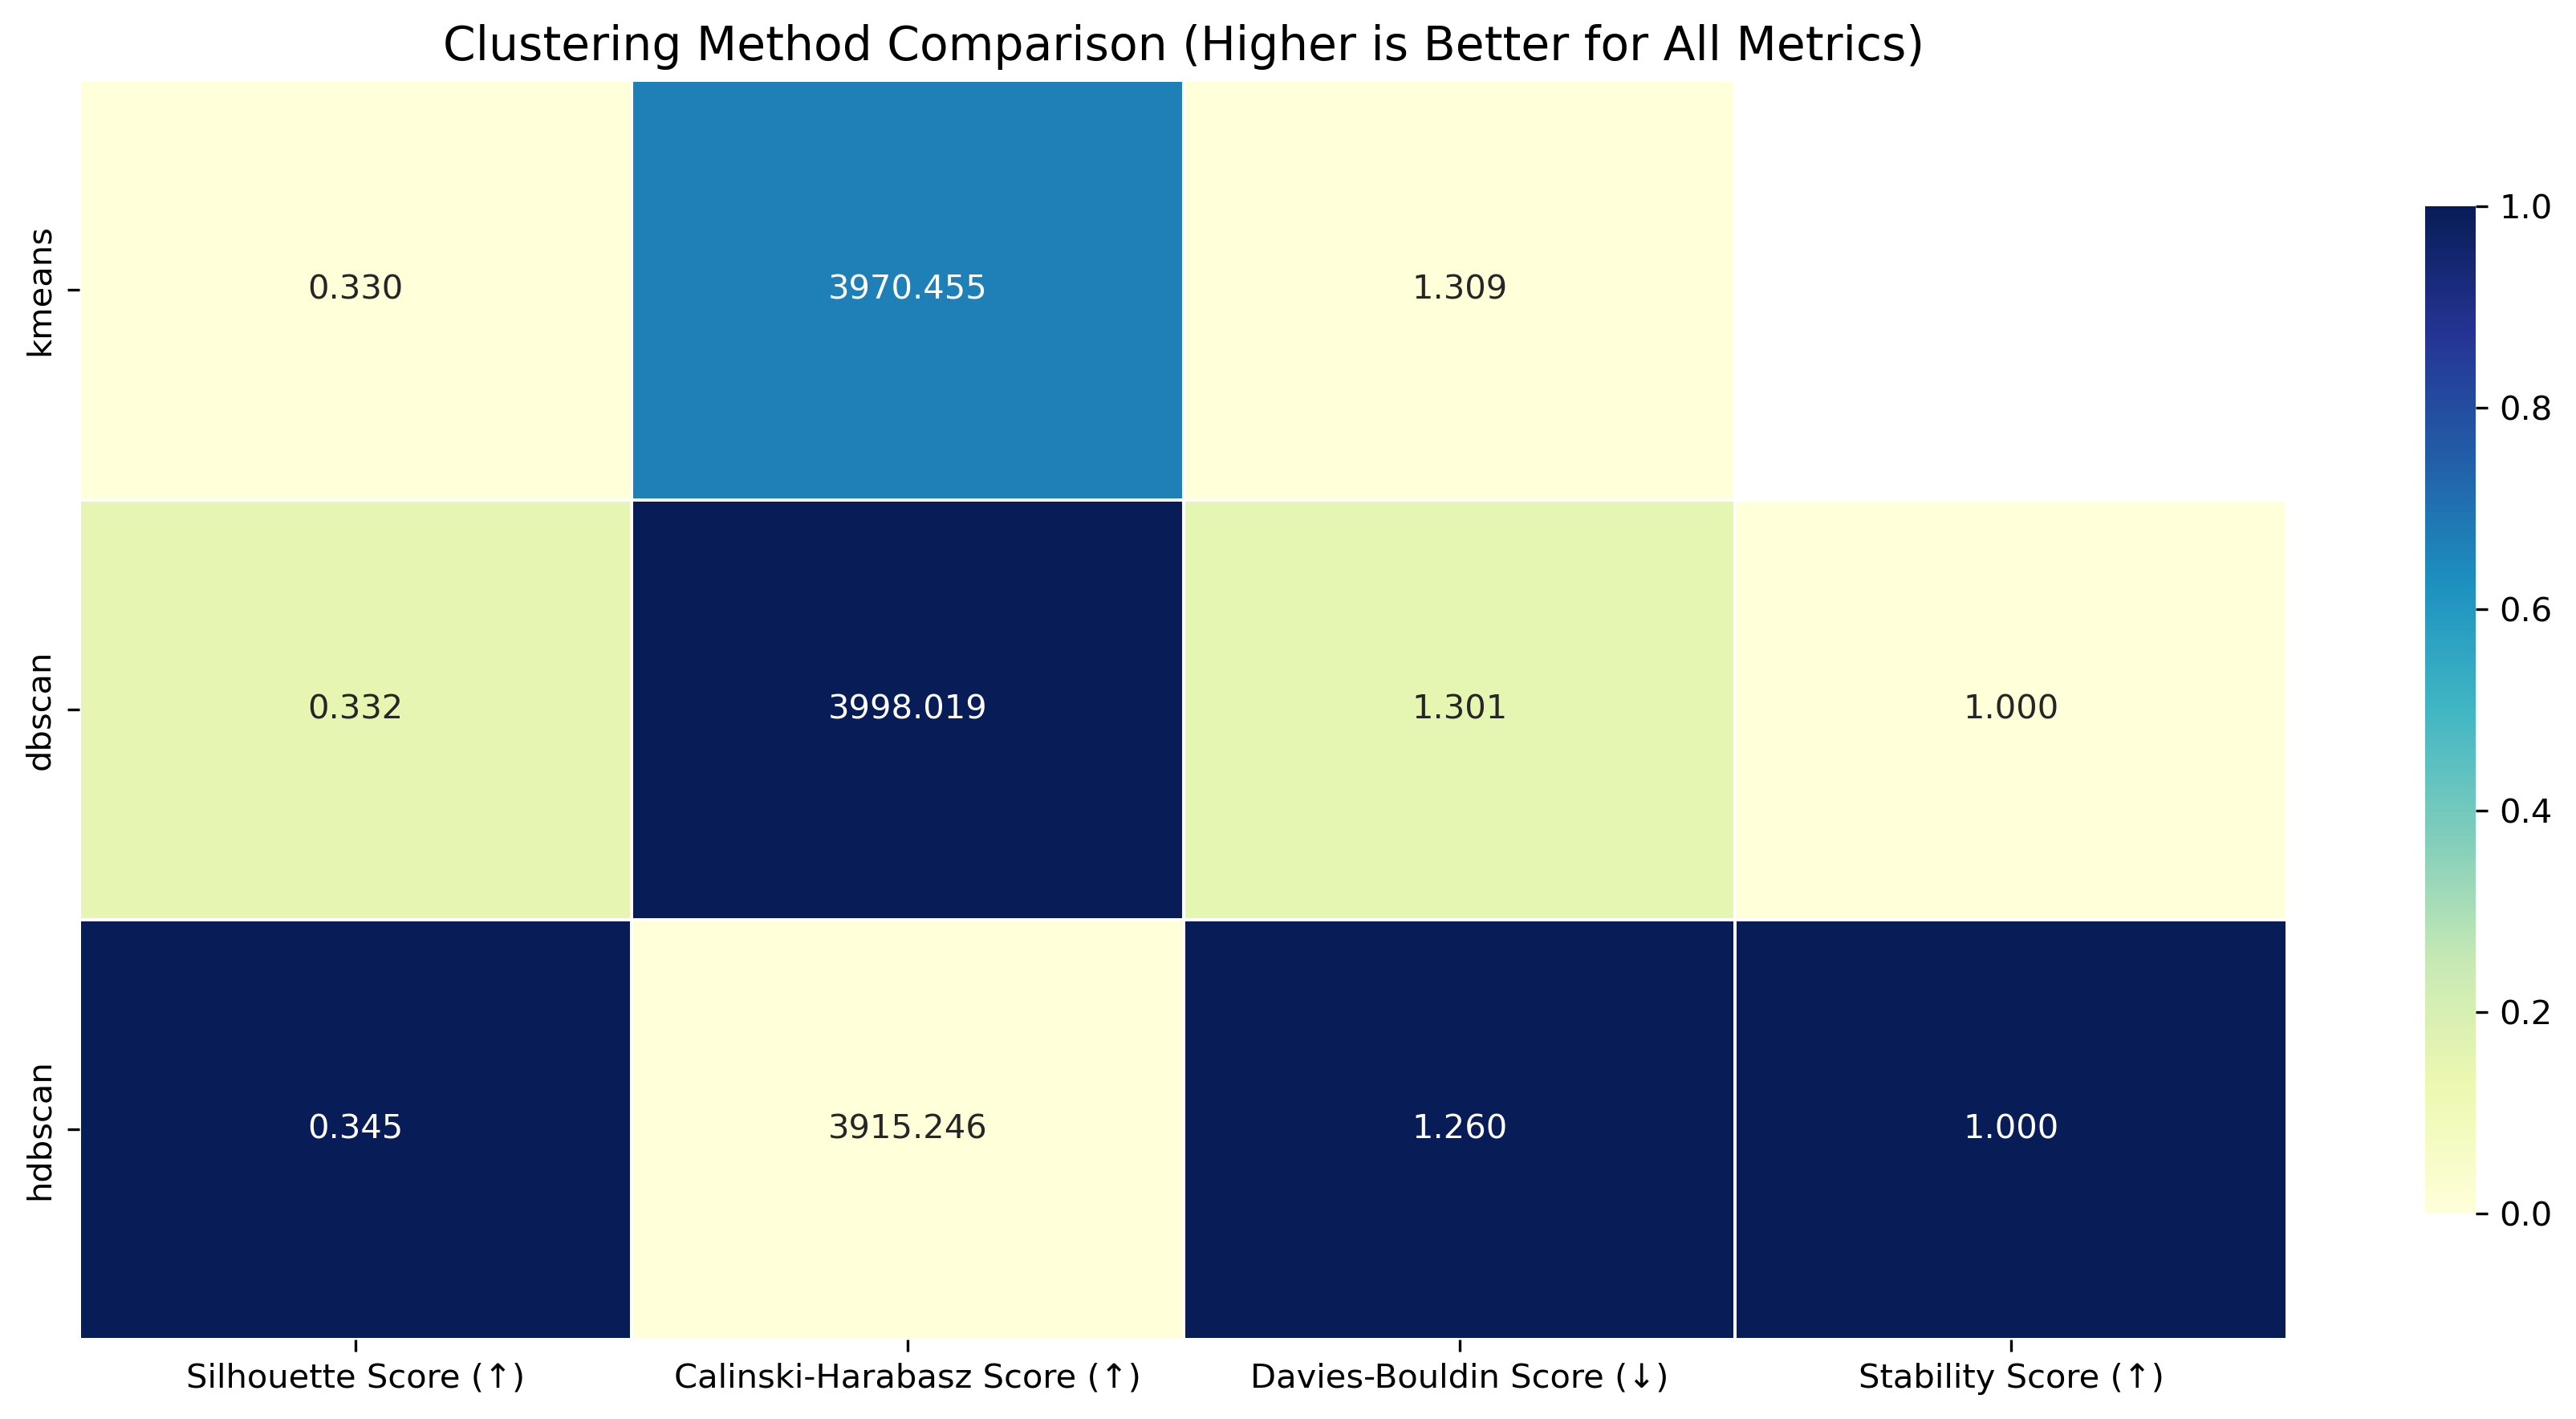 Clustering Method Comparison (Higher is Better for All Metrics)
kmeans
0.330
3970.455
1.309
dbscan
0.332
3998.019
1.301
1.000
hdbscan
0.345
3915.246
1.260
1.000
Silhouette Score (↑)
Calinski-Harabasz Score (↑)
Davies-Bouldin Score (↓)
Stability Score (↑)
1.0
0.8
0.6
0.4
0.2
0.0